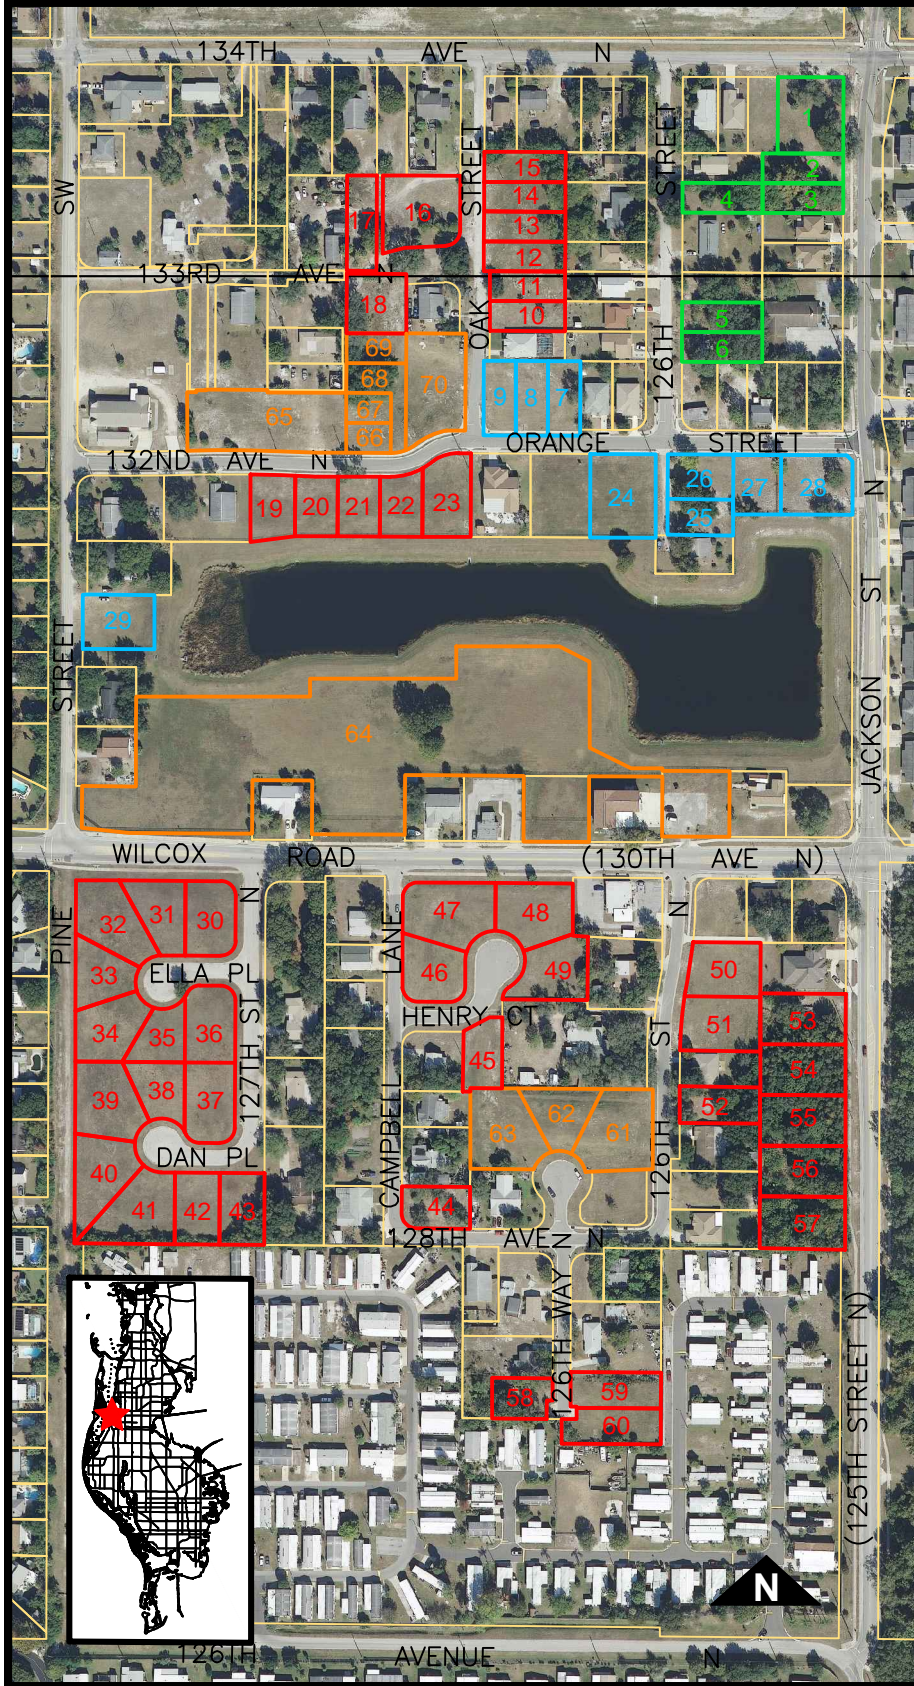 134TH AVE N
1
STREET
STREET
15
2
SW
17
16
14
4
3
13
12
133RD AVE N
11
18
OAK
10
5
126TH
6
69
68
70
9
8
7
65
67
66
ORANGE STREET
132ND AVE N
19
20
21
22
23
24
26
27
28
N
25
ST
29
STREET
64
JACKSON
WILCOX ROAD (130TH AVE N)
PINE
32
31
30
N
LANE
47
48
N
33
46
49
50
ELLA PL
34
35
36
ST
HENRY CT
51
53
ST
45
54
39
38
37
127TH
CAMPBELL
63
62
61
52
55
40
DAN PL
126TH
56
41
42
43
44
57
128TH AVE N
N
WAY
58
59
126TH
60
(125TH STREET N)
N
126TH AVENUE N